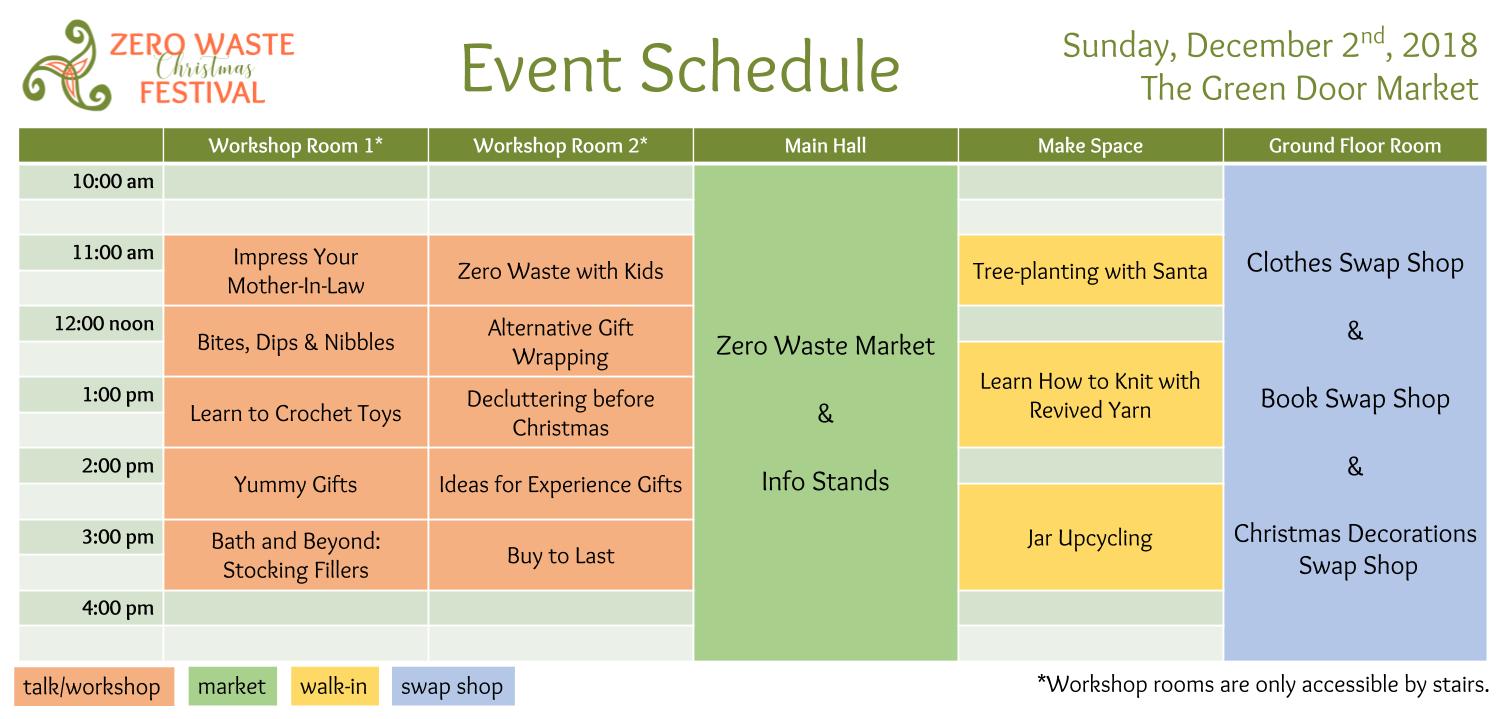 ZERO WASTE
Christmas
FESTIVAL
Event Schedule
Sunday, December 2nd, 2018
The Green Door Market
Workshop Room 1*
Workshop Room 2*
Main Hall
Make Space
Ground Floor Room
10:00 am
11:00 am
12:00 noon
1:00 pm
2:00 pm
3:00 pm
4:00 pm
Impress Your
Mother-In-Law
Bites, Dips & Nibbles
Learn to Crochet Toys
Yummy Gifts
Bath and Beyond:
Stocking Fillers
Zero Waste with Kids
Alternative Gift
Wrapping
Decluttering before
Christmas
Ideas for Experience Gifts
Buy to Last
Zero Waste Market
&
Info Stands
Tree-planting with Santa
Learn How to Knit with
Revived Yarn
Jar Upcycling
Clothes Swap Shop
&
Book Swap Shop
&
Christmas Decorations
Swap Shop
talk/workshop
market
walk-in
swap shop
*Workshop rooms are only accessible by stairs.